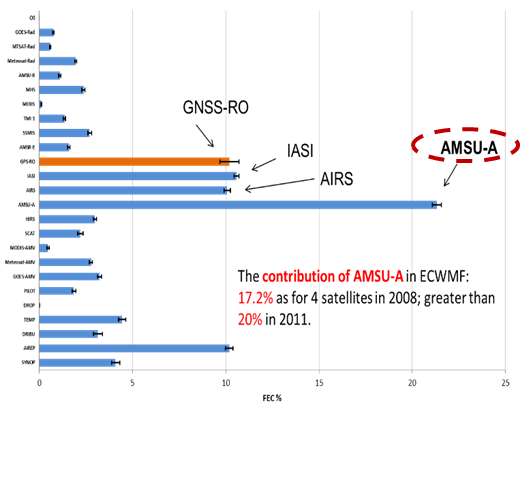 O3
GOES-Rad
MTSAT-Rad
Meteosat-Rad
AMSU-B
MHS
MERIS
TMI-1
SSMIS
AMSR-E
GPS-RO
IASI
AIRS
AMSU-A
HIRS
SCAT
MODIS-AMV
Meteosat-AMV
GOES-AMV
PILOT
DROP
TEMP
DRIBU
AIREP
SYNOP
GNSS-RO
IASI
AIRS
AMSU-A
The contribution of AMSU-A in ECWMF:
17.2% as for 4 satellites in 2008; greater than
20% in 2011.
0 5 10 15 20 25
FEC %